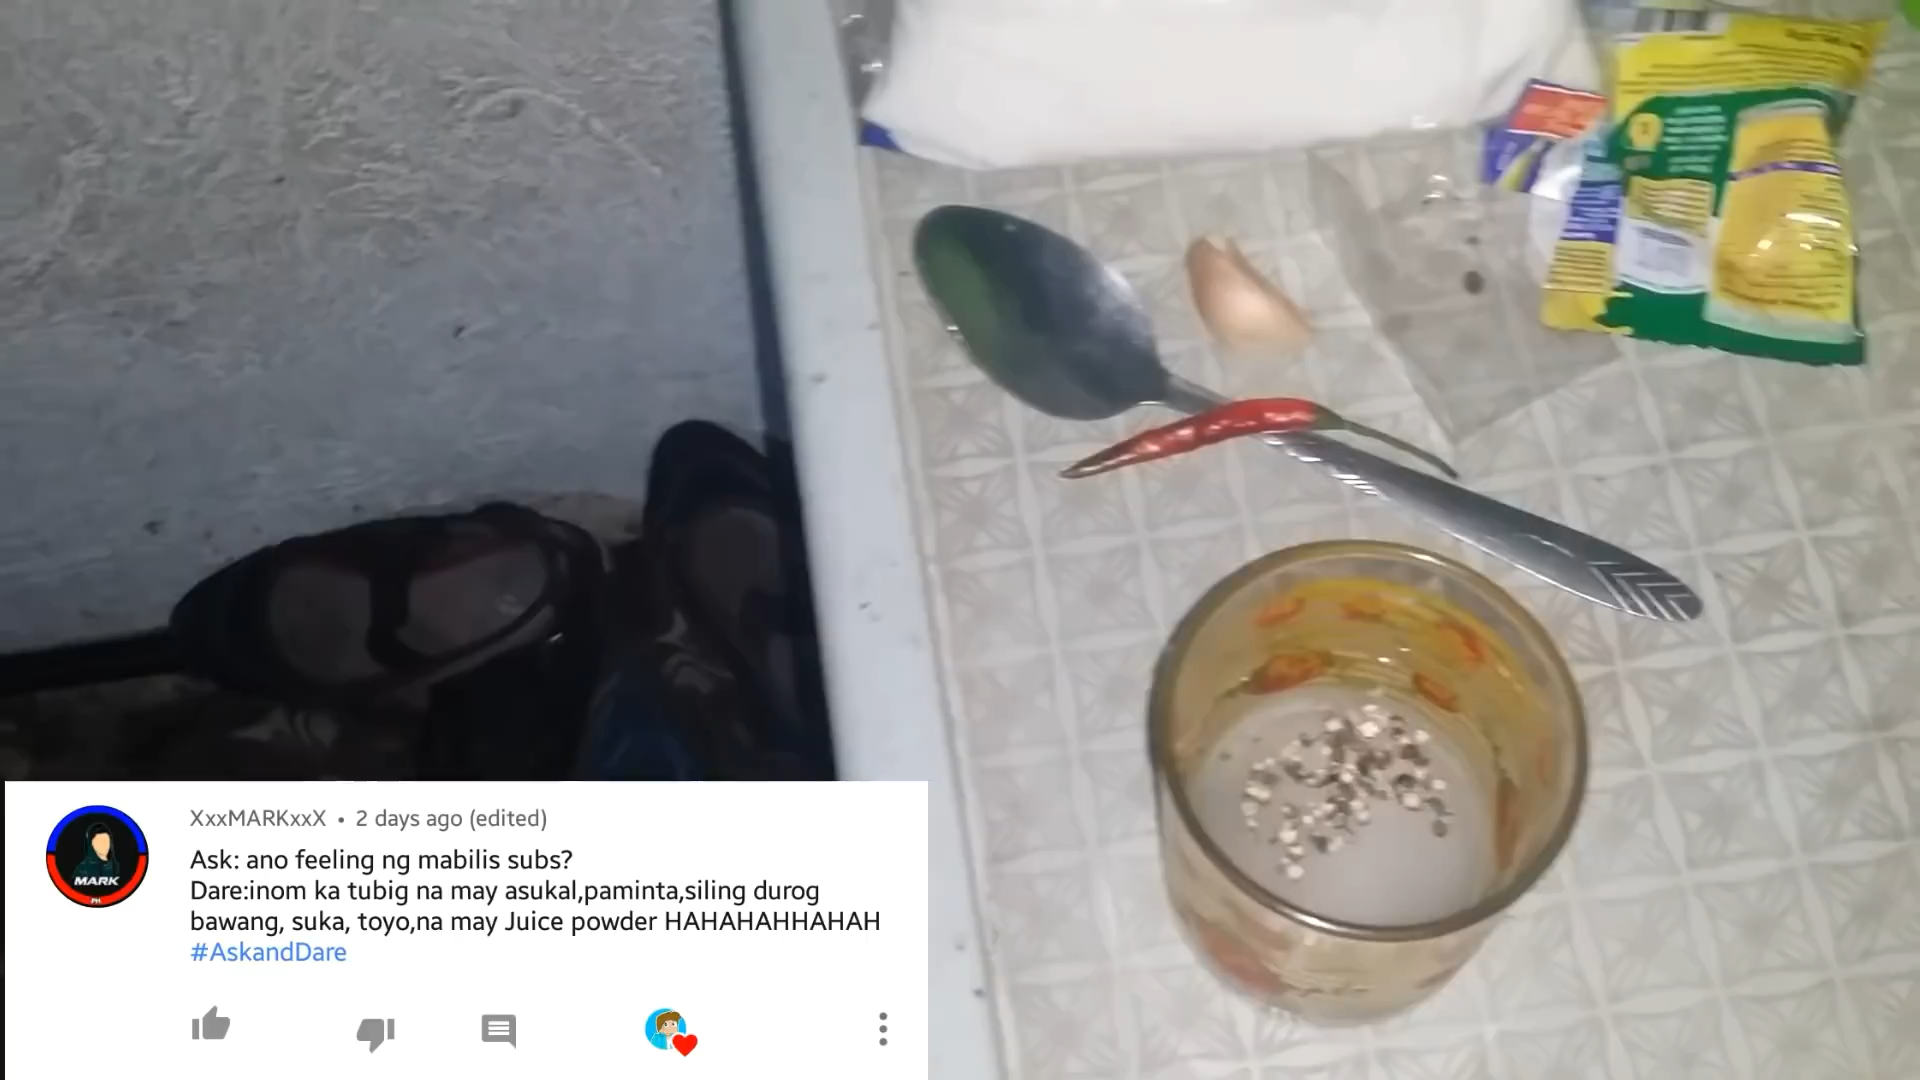 XxxMARKxxX • 2 days ago (edited)
Ask: ano feeling ng mabilis subs?
Dare:inom ka tubig na may asukal,paminta,siling durog
bawang, suka, toyo,na may Juice powder HAHAHAHHAHAH
#AskandDare
MARK
PH